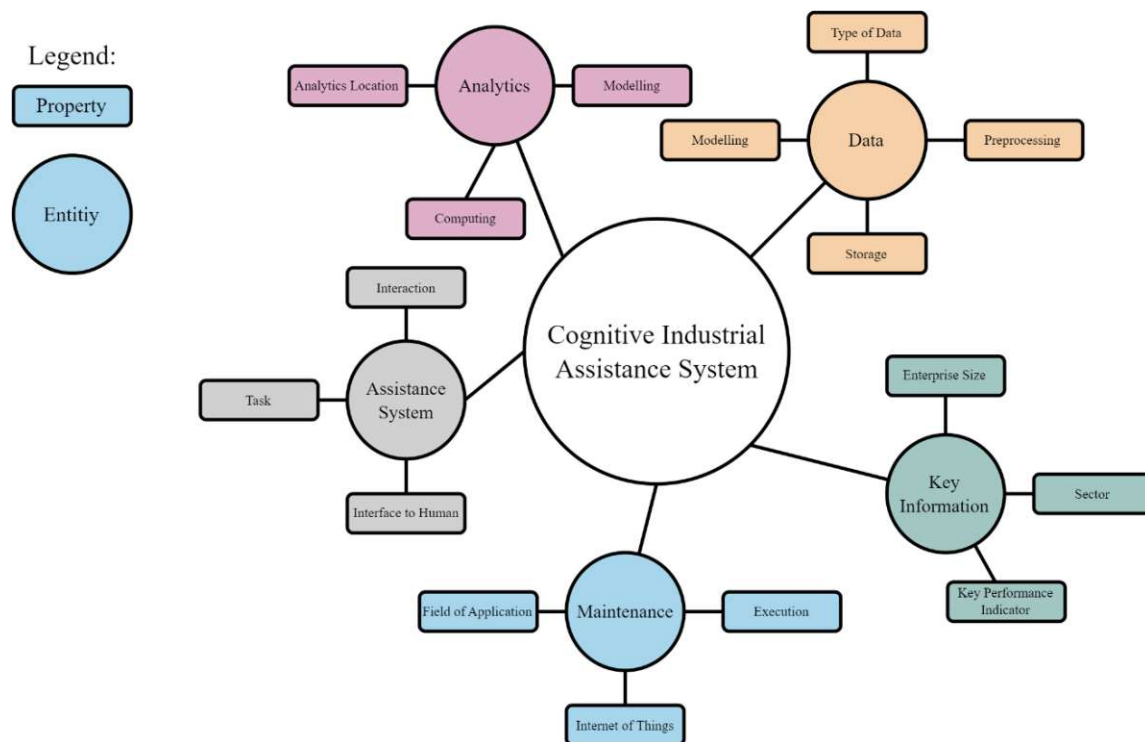 Legend:
Property
Entitiy
Analytics Location
Analytics
Modelling
Computing
Type of Data
Modelling
Data
Preprocessing
Storage
Interaction
Task
Assistance
System
Interface to Human
Cognitive Industrial
Assistance System
Enterprise Size
Key
Information
Sector
Key Performance
Indicator
Field of Application
Maintenance
Execution
Internet of Things